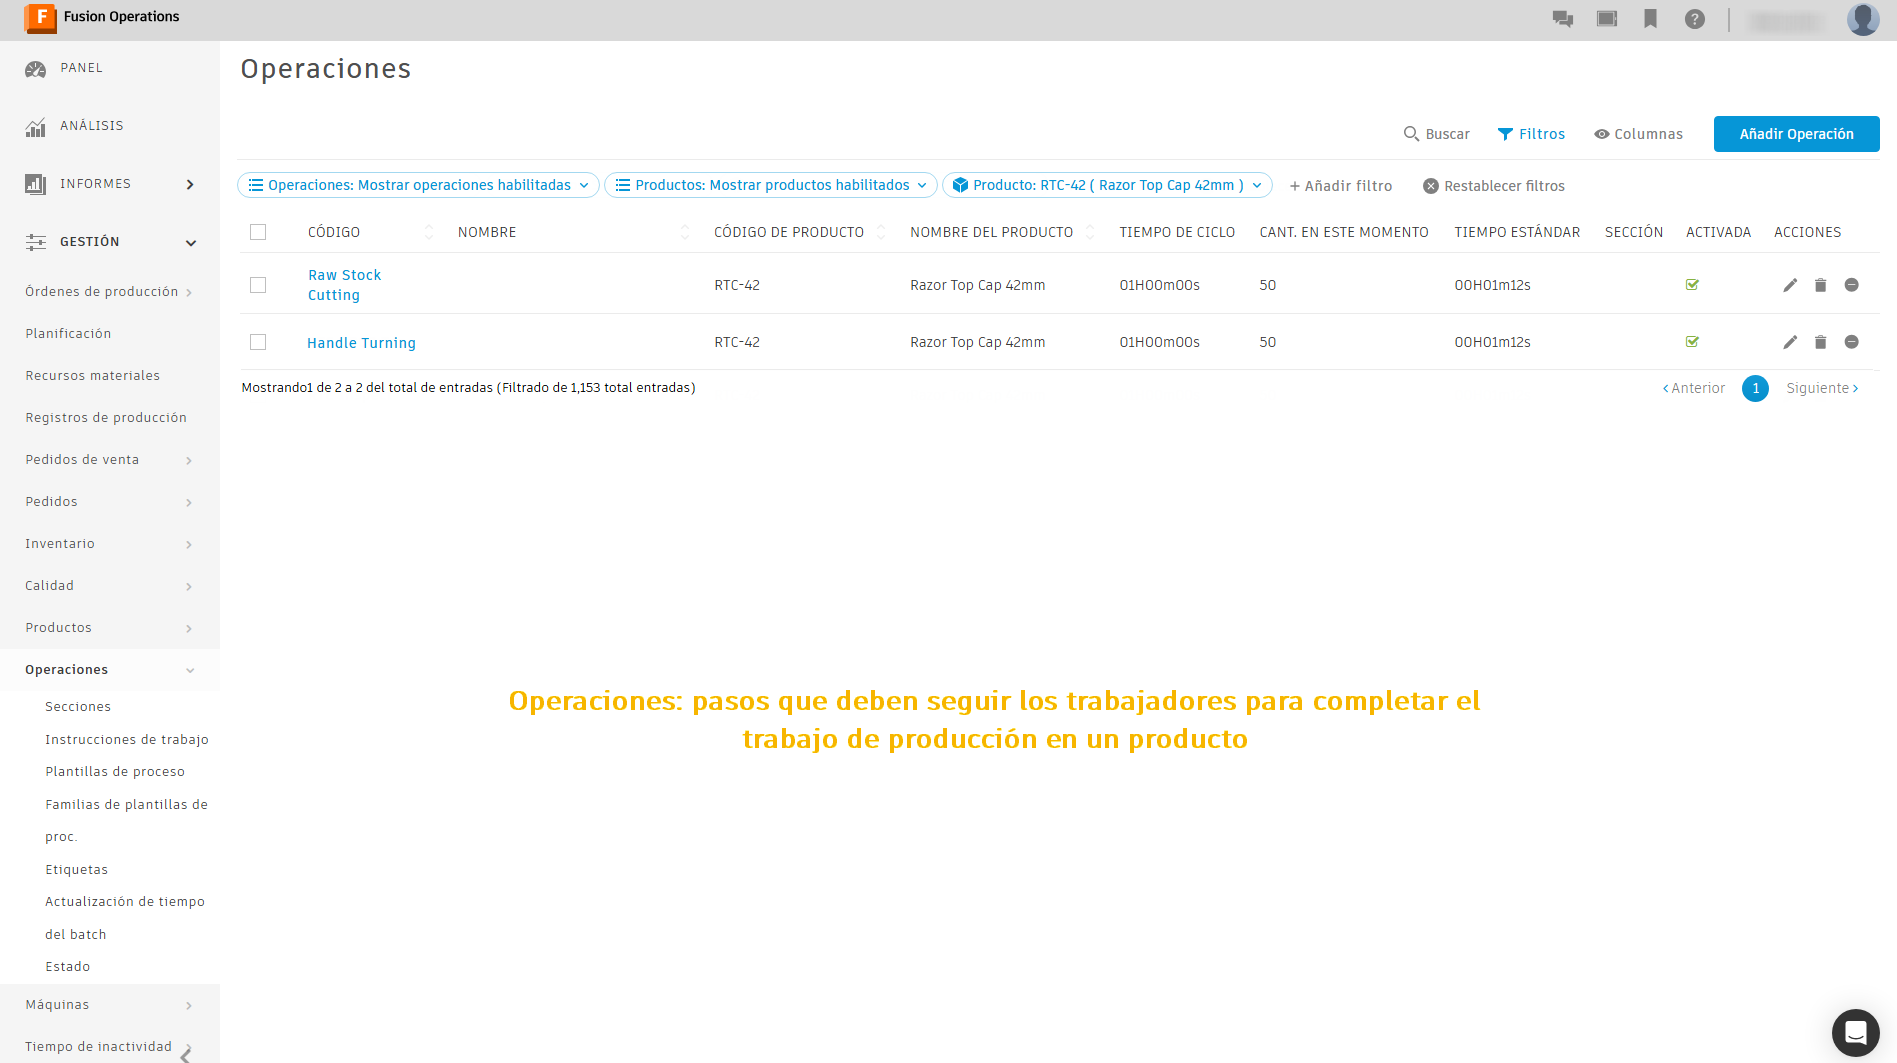 Fusion Operations
PANEL
ANÁLISIS
INFORMES
GESTIÓN
Órdenes de producción
Planificación
Recursos materiales
Registros de producción
Pedidos de venta
Pedidos
Inventario
Calidad
Productos
Operaciones
Secciones
Instrucciones de trabajo
Plantillas de proceso
Familias de plantillas de
proc.
Etiquetas
Actualización de tiempo
del batch
Estado
Máquinas
Tiempo de inactividad
Operaciones
Buscar Filtros Columnas Añadir Operación
Operaciones: Mostrar operaciones habilitadas Productos: Mostrar productos habilitados Producto: RTC-42 ( Razor Top Cap 42mm ) + Añadir filtro Restablecer filtros
CÓDIGO NOMBRE CÓDIGO DE PRODUCTO NOMBRE DEL PRODUCTO TIEMPO DE CICLO CANT. EN ESTE MOMENTO TIEMPO ESTÁNDAR SECCIÓN ACTIVADA ACCIONES
Raw Stock
Cutting RTC-42 Razor Top Cap 42mm 01H00m00s 50 00H01m12s
Handle Turning RTC-42 Razor Top Cap 42mm 01H00m00s 50 00H01m12s
Mostrando1 de 2 a 2 del total de entradas (Filtrado de 1,153 total entradas) Anterior 1 Siguiente
Operaciones: pasos que deben seguir los trabajadores para completar el
trabajo de producción en un producto